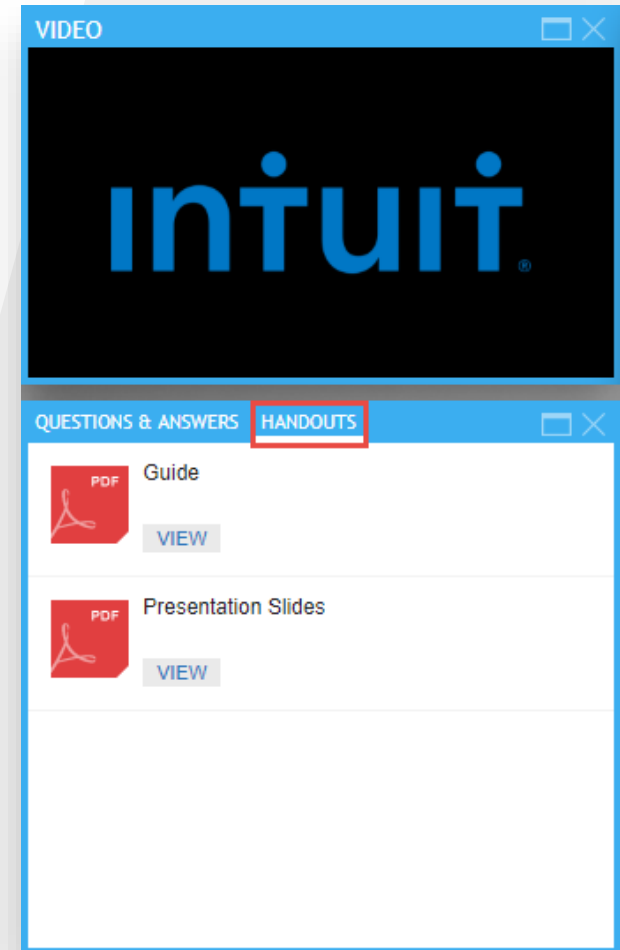 VIDEO
intuit®
QUESTIONS & ANSWERS HANDOUTS
PDF
Guide
VIEW
PDF
Presentation Slides
VIEW